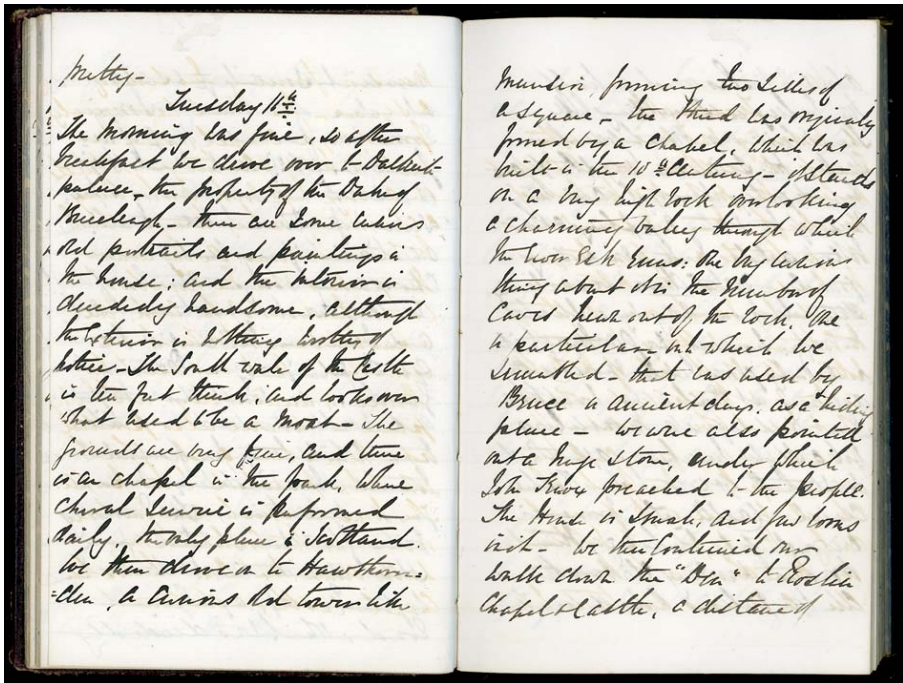 pretty -
Tuesday 16th.
The morning was fine, so after
breakfast we drove over to Dalkeith
palace, the property of the Duke of
Buccleugh - there are some curious
old portraits and paintings in
the house; and the interior is
decidedly handsome, although
the exterior is nothing worthy of
notice - The South wall of the Castle
is ten feet thick, and looks over
what used to be a moat - The
grounds are very fine, and there
is a chapel in the park, where
Choral Service is performed
daily, the only place in Scotland.
We then drove on to Hawthorn=
=den, a curious old tower with
mansion, forming two sides of
a square - the third was originally
formed by a chapel, which was
built in the 10th Century - it stands
on a very high rock overlooking
a charming valley through which
the river Esk runs: the very curious
thing about it is the number of
caves hewn out of the rock, one
in particular in which we
scrambled - that was used by
Bruce in ancient days, as a hiding
place - we were also pointed
out a huge stone, under which
John Knox preached to the people.
The House is small, and few rooms
in it - We then continued our
walk down the "Den" to Roslin
Chapel & Castle, a distance of